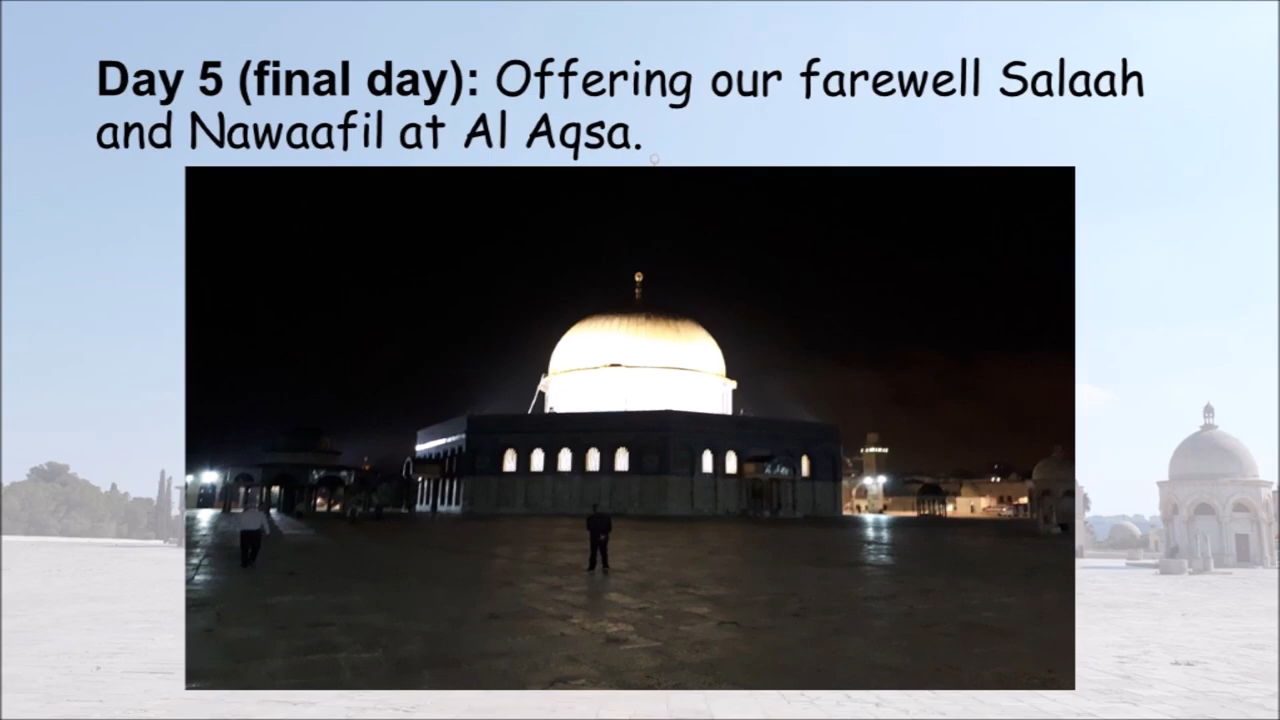 Day 5 (final day): Offering our farewell Salaah
and Nawaafil at Al Aqsa.